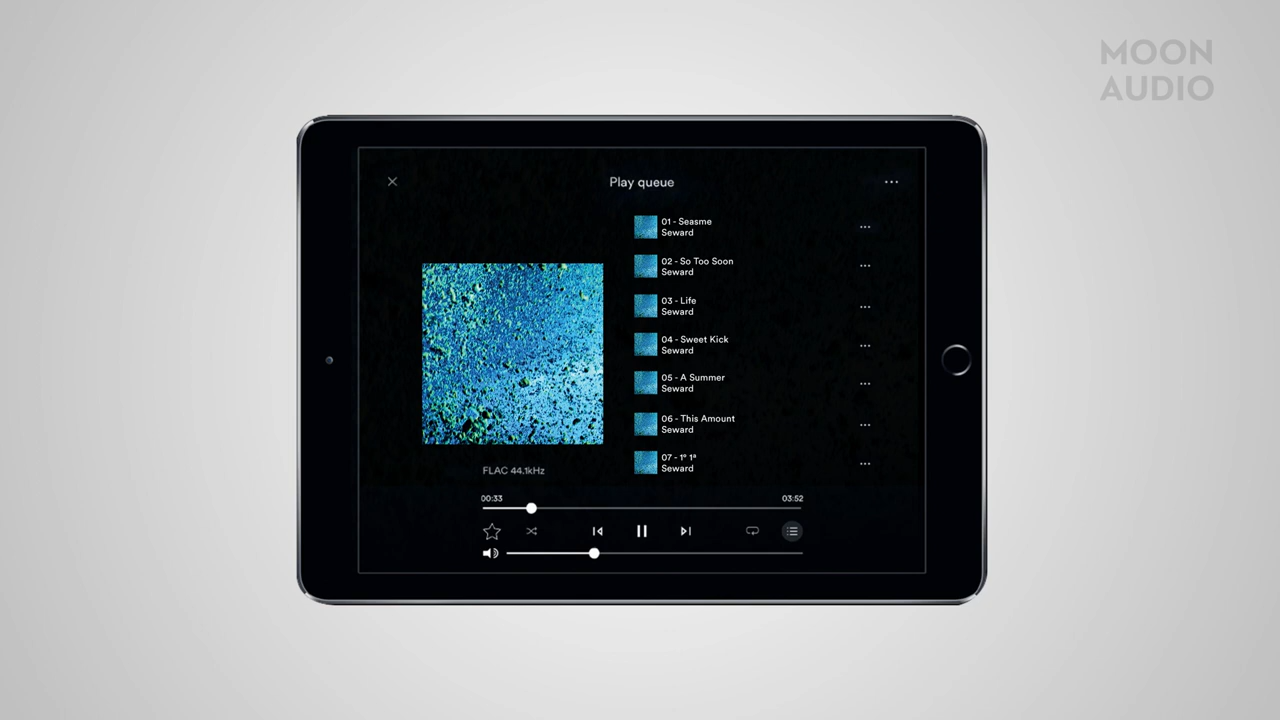 MOON
AUDIO
Play queue
01 - Seasme
Seward
02 - So Too Soon
Seward
03 - Life
Seward
04 - Sweet Kick
Seward
05 - A Summer
Seward
06 - This Amount
Seward
07 - 1º 1ª
Seward
FLAC 44.1kHz
00:33
03:52